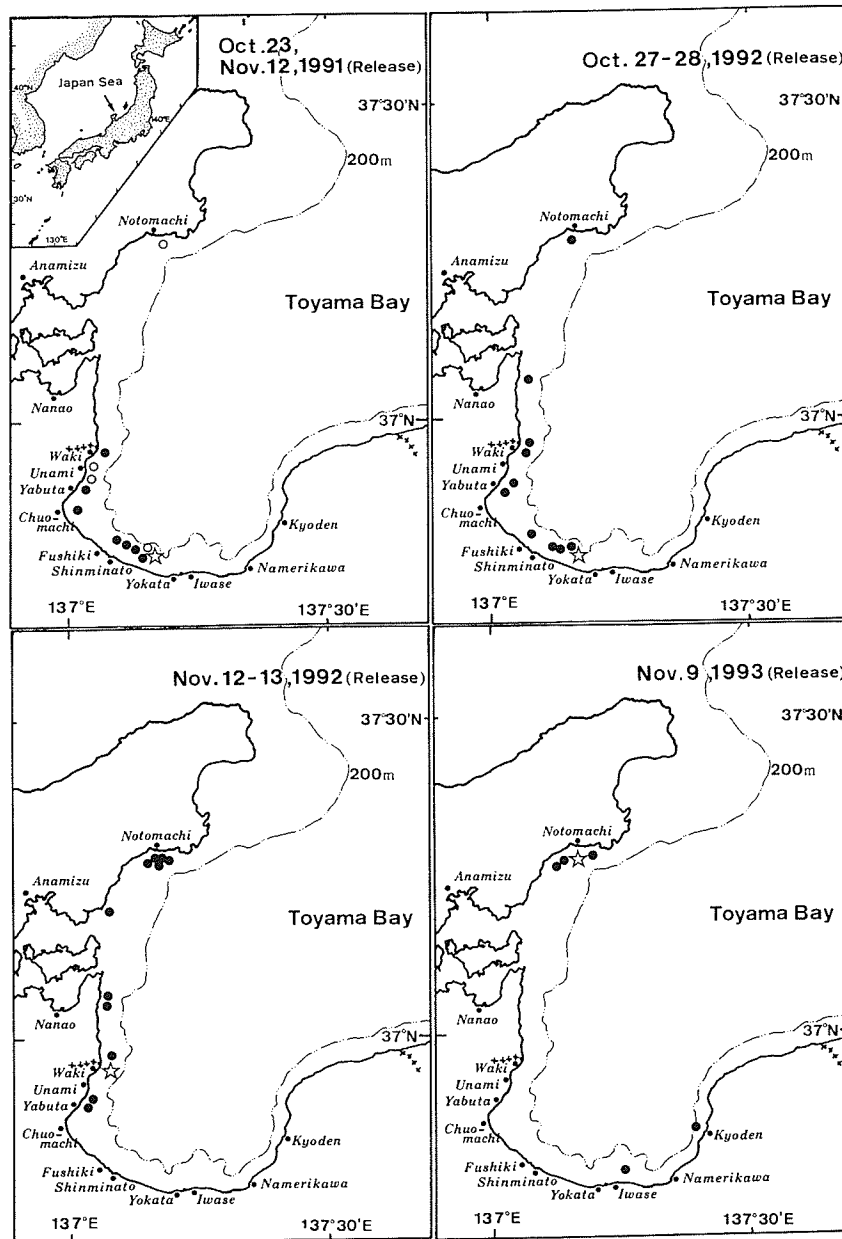 Oct.23,
Nov.12,1991 (Release)
Japan Sea
40°N
140°E
30°N
130°E
37°30'N
200m
Notomachi
Anamizu
Toyama Bay
Nanao
37°N
Waki
Unami
Yabuta
Chuo-
machi
Kyoden
Fushiki
Shinminato
Namerikawa
Yokata
Iwase
137°E
137°30'E
Oct. 27-28,1992 (Release)
37°30'N
200m
Notomachi
Anamizu
Toyama Bay
Nanao
37°N
Waki
Unami
Yabuta
Chuo-
machi
Kyoden
Fushiki
Shinminato
Namerikawa
Yokata
Iwase
137°E
137°30'E
Nov. 12-13,1992 (Release)
37°30'N
200m
Notomachi
Anamizu
Toyama Bay
Nanao
37°N
Waki
Unami
Yabuta
Chuo-
machi
Kyoden
Fushiki
Shinminato
Namerikawa
Yokata
Iwase
137°E
137°30'E
Nov. 9,1993 (Release)
37°30'N
200m
Notomachi
Anamizu
Toyama Bay
Nanao
37°N
Waki
Unami
Yabuta
Chuo-
machi
Kyoden
Fushiki
Shinminato
Namerikawa
Yokata
Iwase
137°E
137°30'E